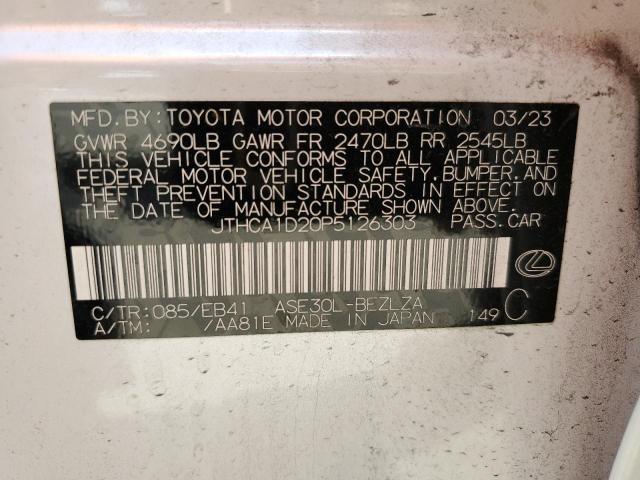 MFD.BY:TOYOTA MOTOR CORPORATION 03/23
GVWR 4690LB GAWR FR 2470LB RR 2545LB
THIS VEHICLE CONFORMS TO ALL APPLICABLE
FEDERAL MOTOR VEHICLE SAFETY,BUMPER,AND
THEFT PREVENTION STANDARDS IN EFFECT ON
THE DATE OF MANUFACTURE SHOWN ABOVE.
JTHCA1D20P5126303 PASS.CAR
C/TR:085/EB41 ASE30L-BEZLZA
A/TM: /AA81E MADE IN JAPAN 149 C